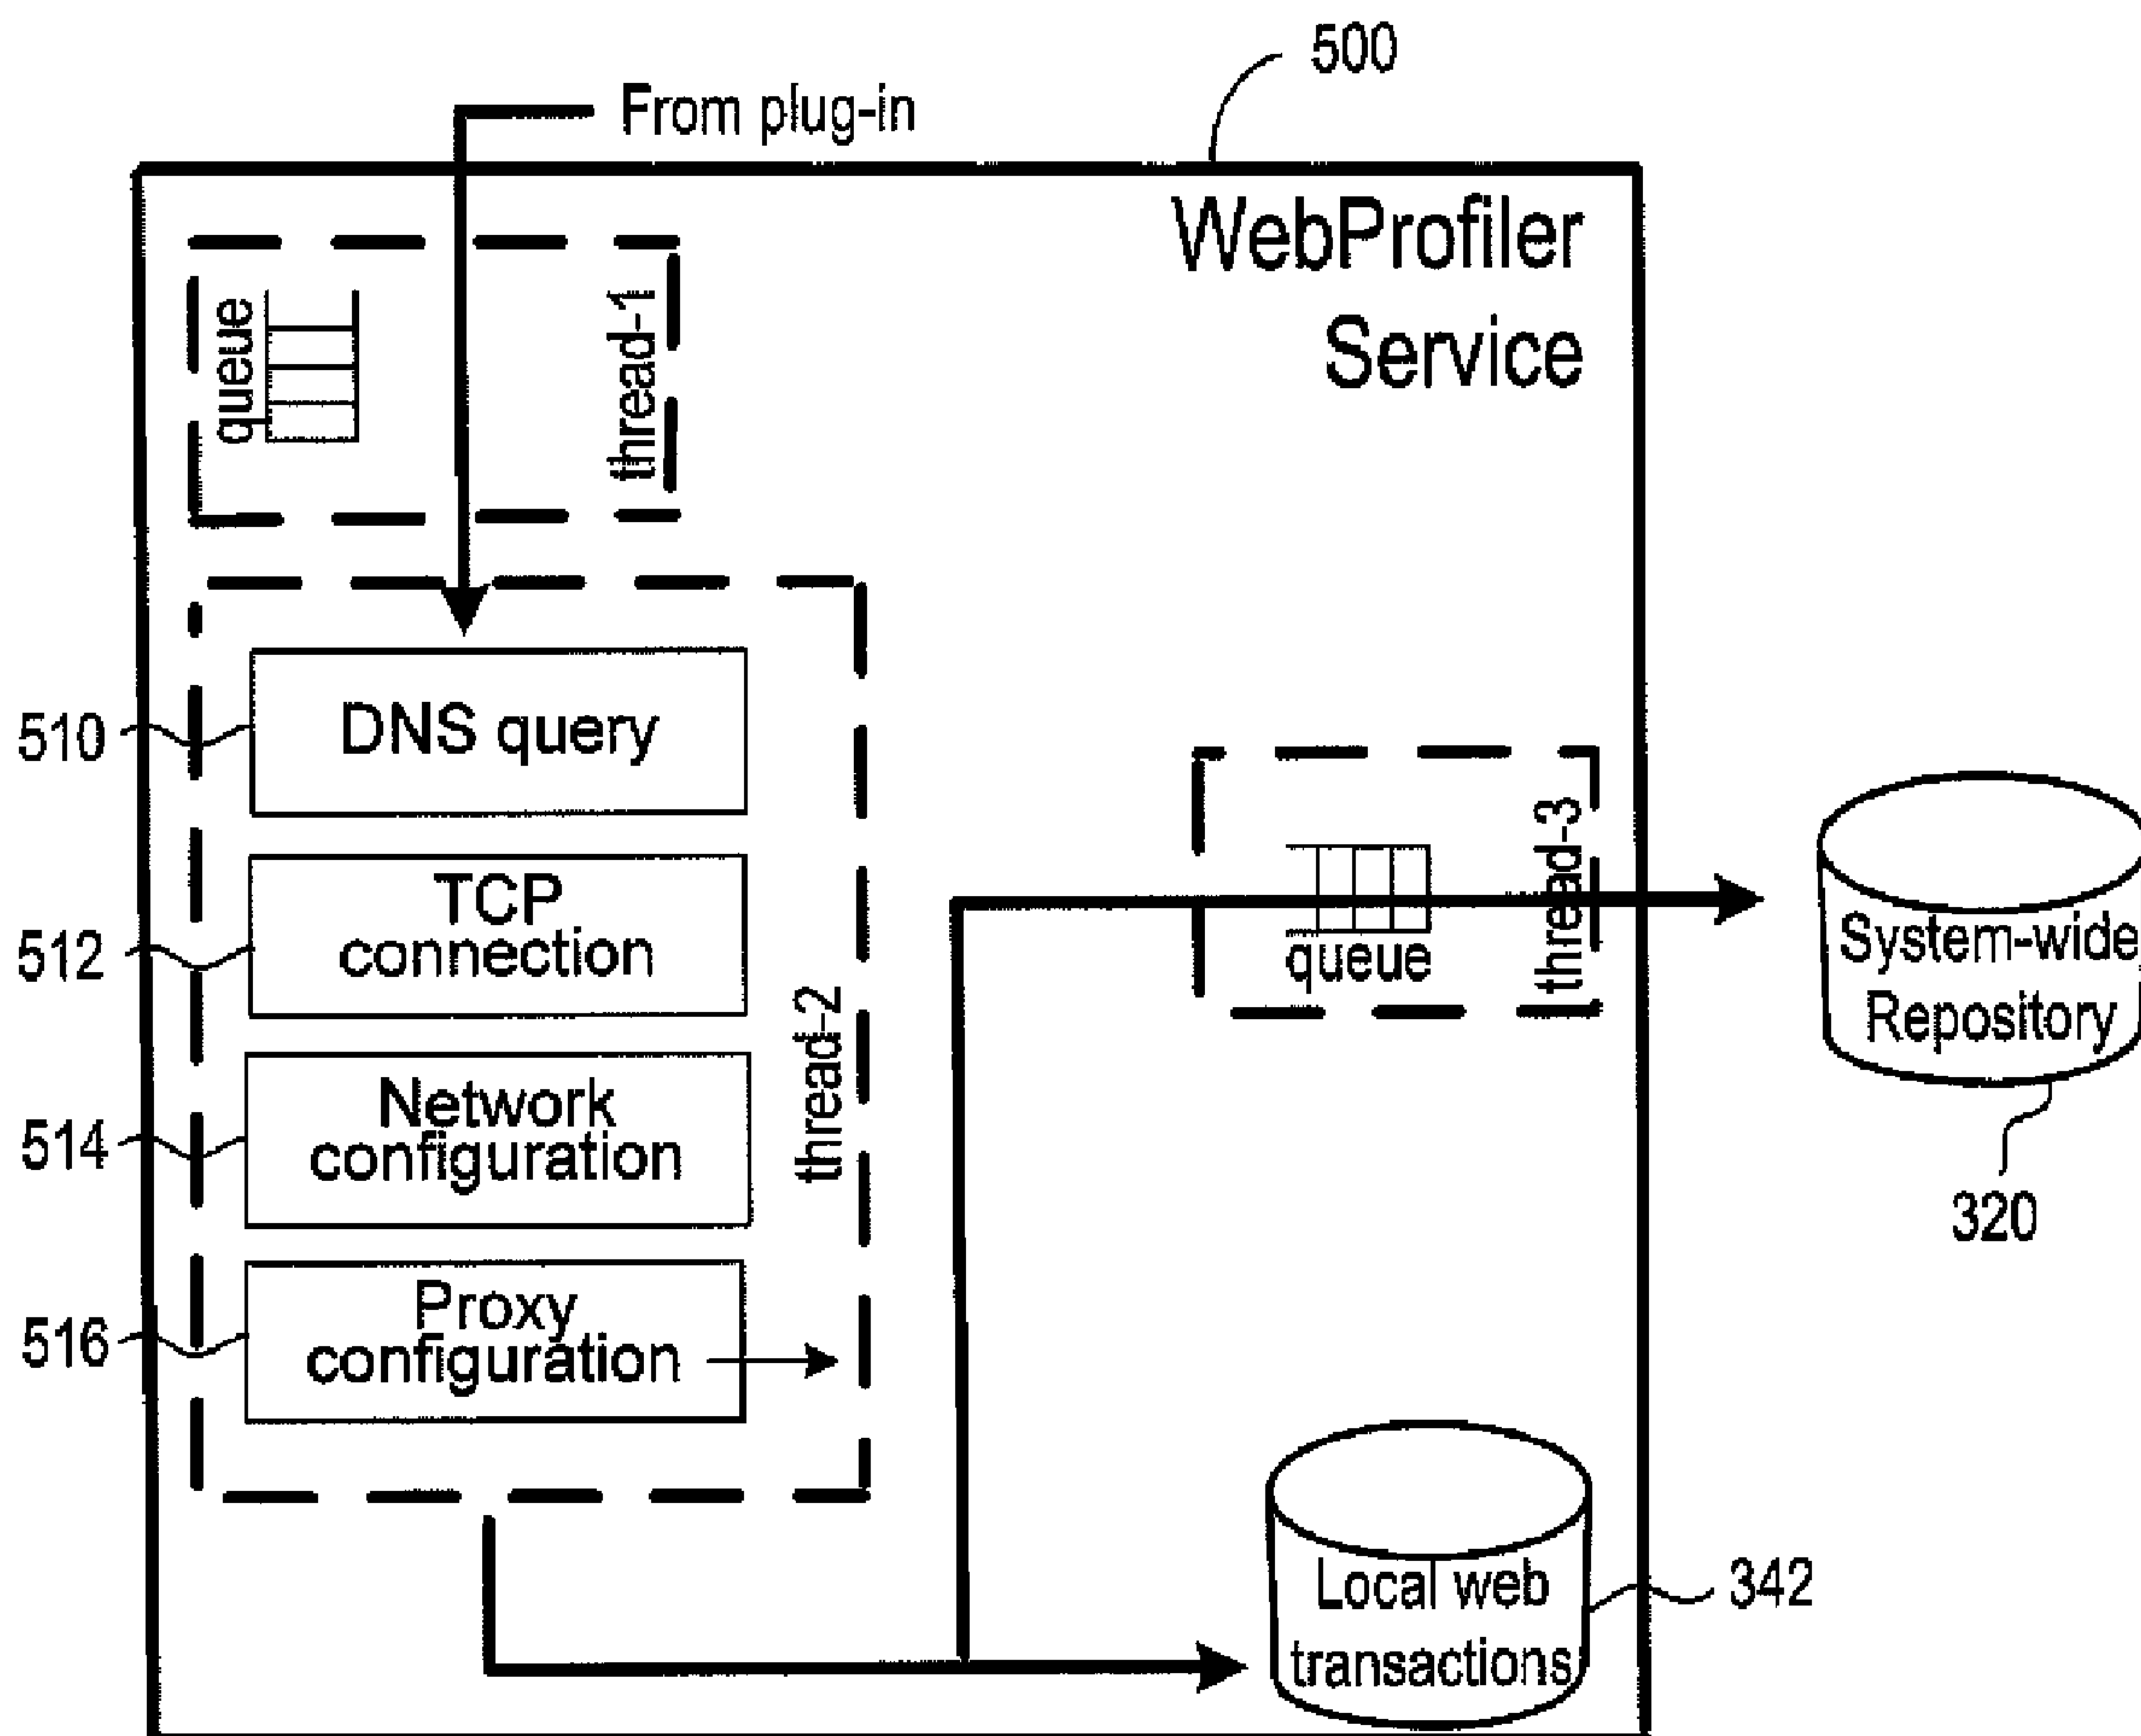 500
From plug-in
WebProfiler
Service
queue
thread-1
DNS query
510
TCP
connection
512
thread-2
Network
configuration
514
Proxy
configuration
516
queue
thread-3
System-wide
Repository
320
Local web
transactions
342